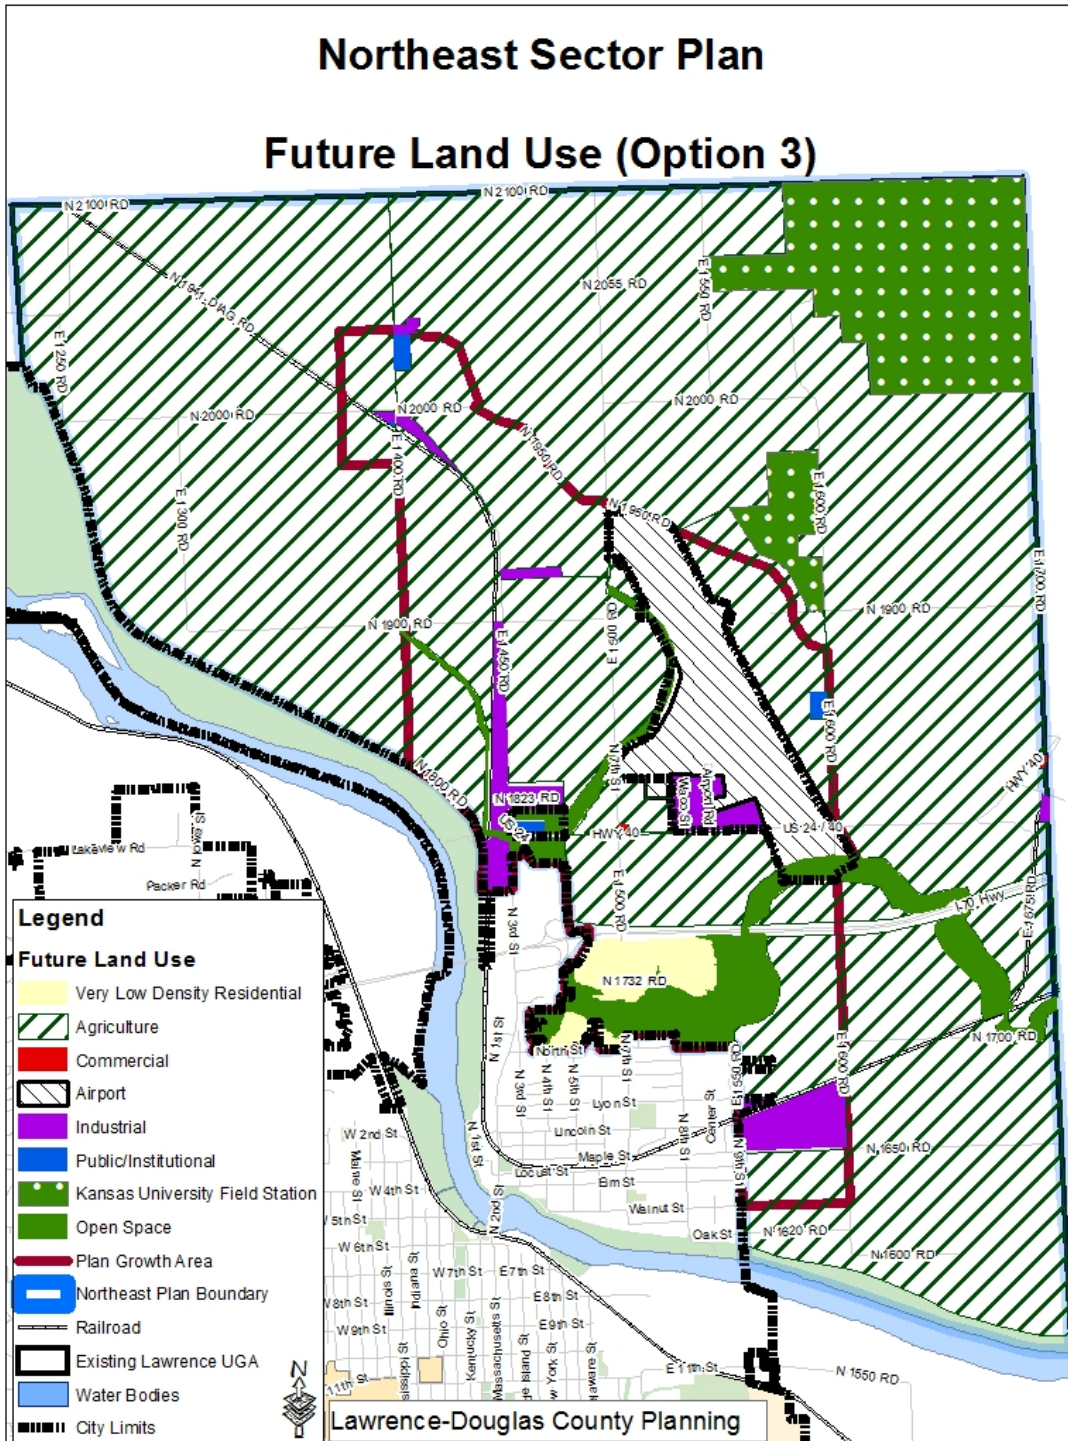 Northeast Sector Plan
Future Land Use (Option 3)
N 2100 RD
N 2100 RD
N 2055 RD
E 1550 RD
N 1941 DIAG RD
E 1250 RD
N 2000 RD
N 2000 RD
N 2000 RD
E 1300 RD
E 1400 RD
N 1950 RD
N 1950 RD
E 1600 RD
E 1700 RD
N 1900 RD
N 1900 RD
E 1500 RD
E 1450 RD
E 1600 RD
N 7th St
N 1800 RD
HWY 40
N 1823 RD
Airport Rd
Wacol St
US 24
HWY 40
US 24 / 40
Lakeview Rd
Packer Rd
E 1500 RD
E 1675 RD
I-70 Hwy
N 3rd St
N 1732 RD
N 1700 RD
N 1st St
North St
N 7th St
E 1550 RD
E 1600 RD
N 3rd St
N 4th St
N 5th St
Lyon St
Lincoln St
Maple St
Locust St
Elm St
Walnut St
Oak St
N 8th St
Center St
N 9th St
N 1650 RD
N 1620 RD
N 1600 RD
N 1st St
N 2nd St
W 2nd St
Maine St
W 4th St
W 5th St
W 6th St
W 7th St
E 7th St
W 8th St
E 8th St
W 9th St
E 9th St
Illinois St
Indiana St
Ohio St
Kentucky St
Massachusetts St
E 11th St
11th St
N 1550 RD
Legend
Future Land Use
Very Low Density Residential
Agriculture
Commercial
Airport
Industrial
Public/Institutional
Kansas University Field Station
Open Space
Plan Growth Area
Northeast Plan Boundary
Railroad
Existing Lawrence UGA
Water Bodies
City Limits
N
Lawrence-Douglas County Planning